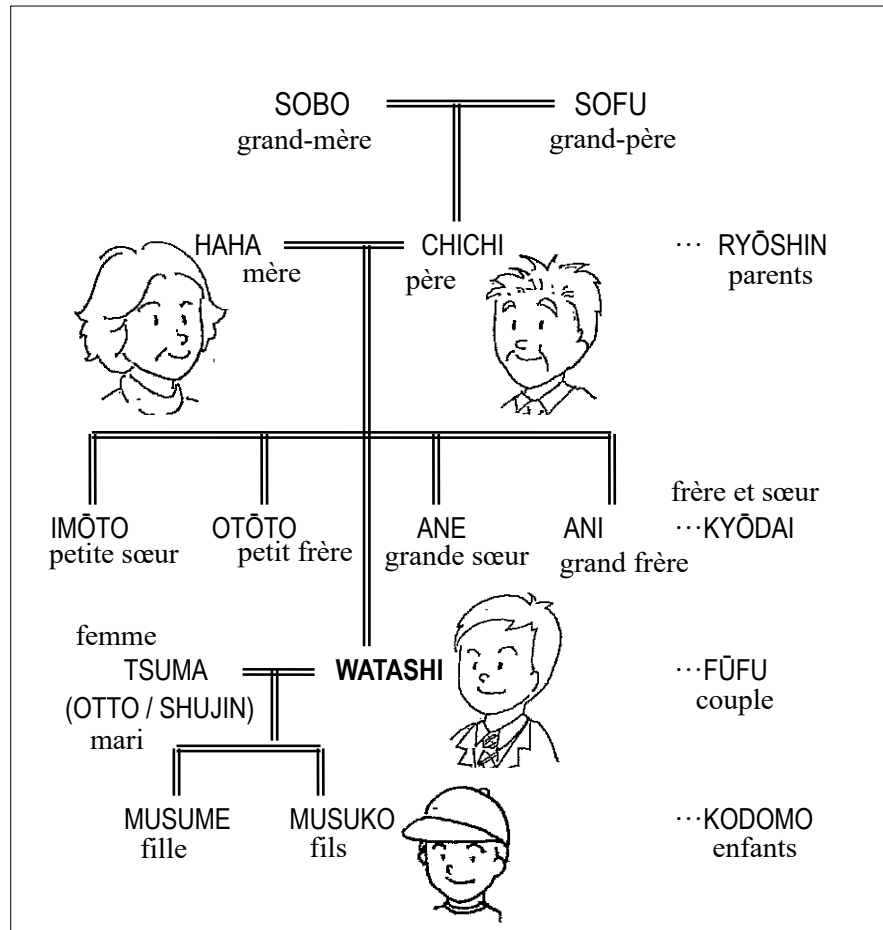 SOBO SOFU
grand-mère grand-père
HAHA CHICHI … RYŌSHIN
mère père parents
frère et sœur
IMŌTO OTŌTO ANE ANI …KYŌDAI
petite sœur petit frère grande sœur grand frère
femme
TSUMA WATASHI …FŪFU
(OTTO / SHUJIN) couple
mari
MUSUME MUSUKO …KODOMO
fille fils enfants